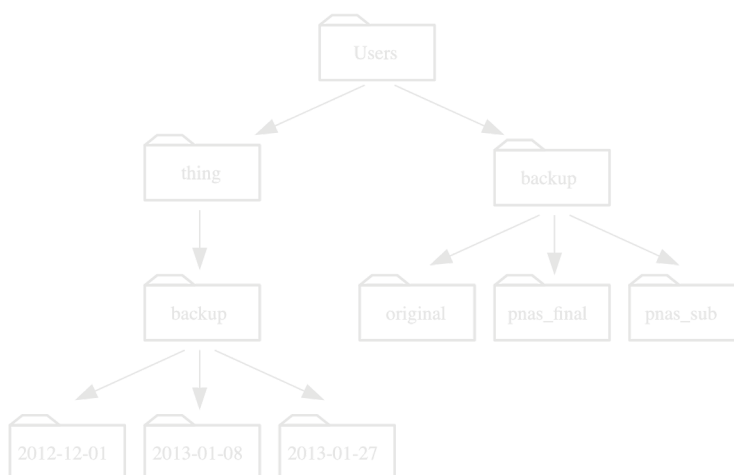 Users
thing
backup
backup
original
pnas_final
pnas_sub
2012-12-01
2013-01-08
2013-01-27